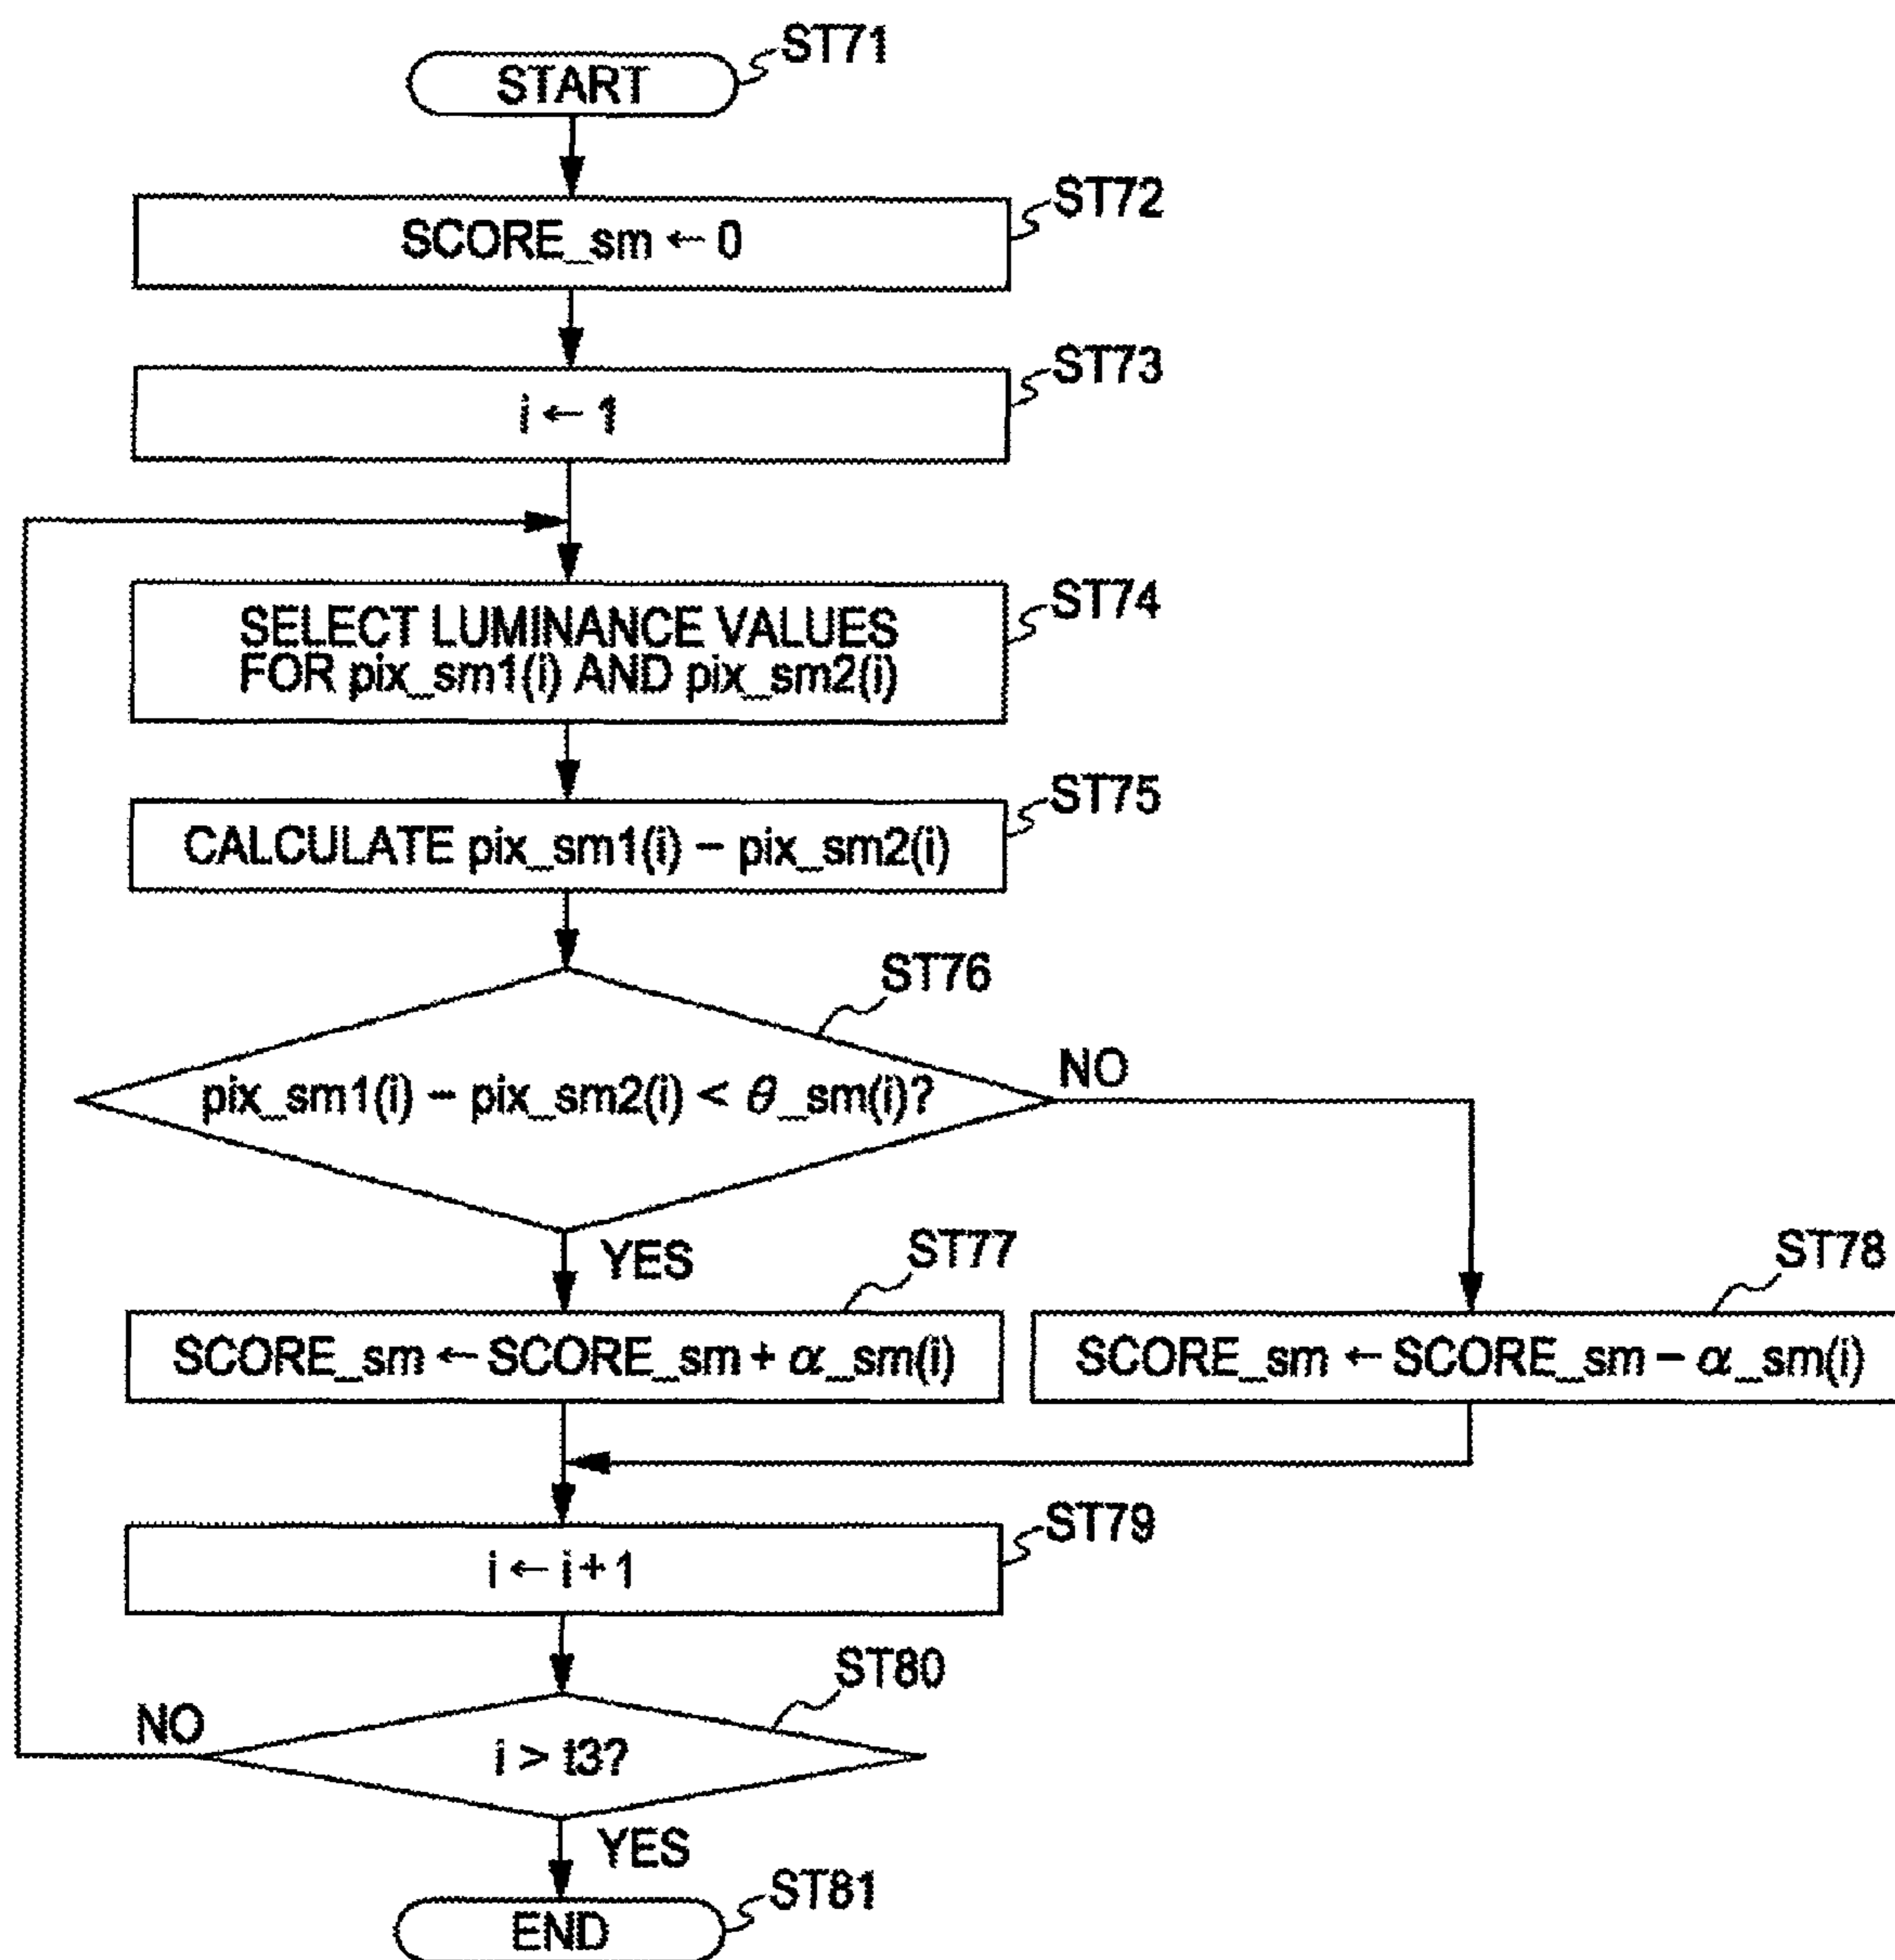 START
ST71
SCORE_sm ← 0
ST72
i ← 1
ST73
SELECT LUMINANCE VALUES
FOR pix_sm1(i) AND pix_sm2(i)
ST74
CALCULATE pix_sm1(i) – pix_sm2(i)
ST75
ST76
pix_sm1(i) – pix_sm2(i) < θ_sm(i)?
NO
YES
ST77
ST78
SCORE_sm ← SCORE_sm + α_sm(i)
SCORE_sm ← SCORE_sm – α_sm(i)
ST79
i ← i + 1
ST80
NO
i > t3?
YES
ST81
END